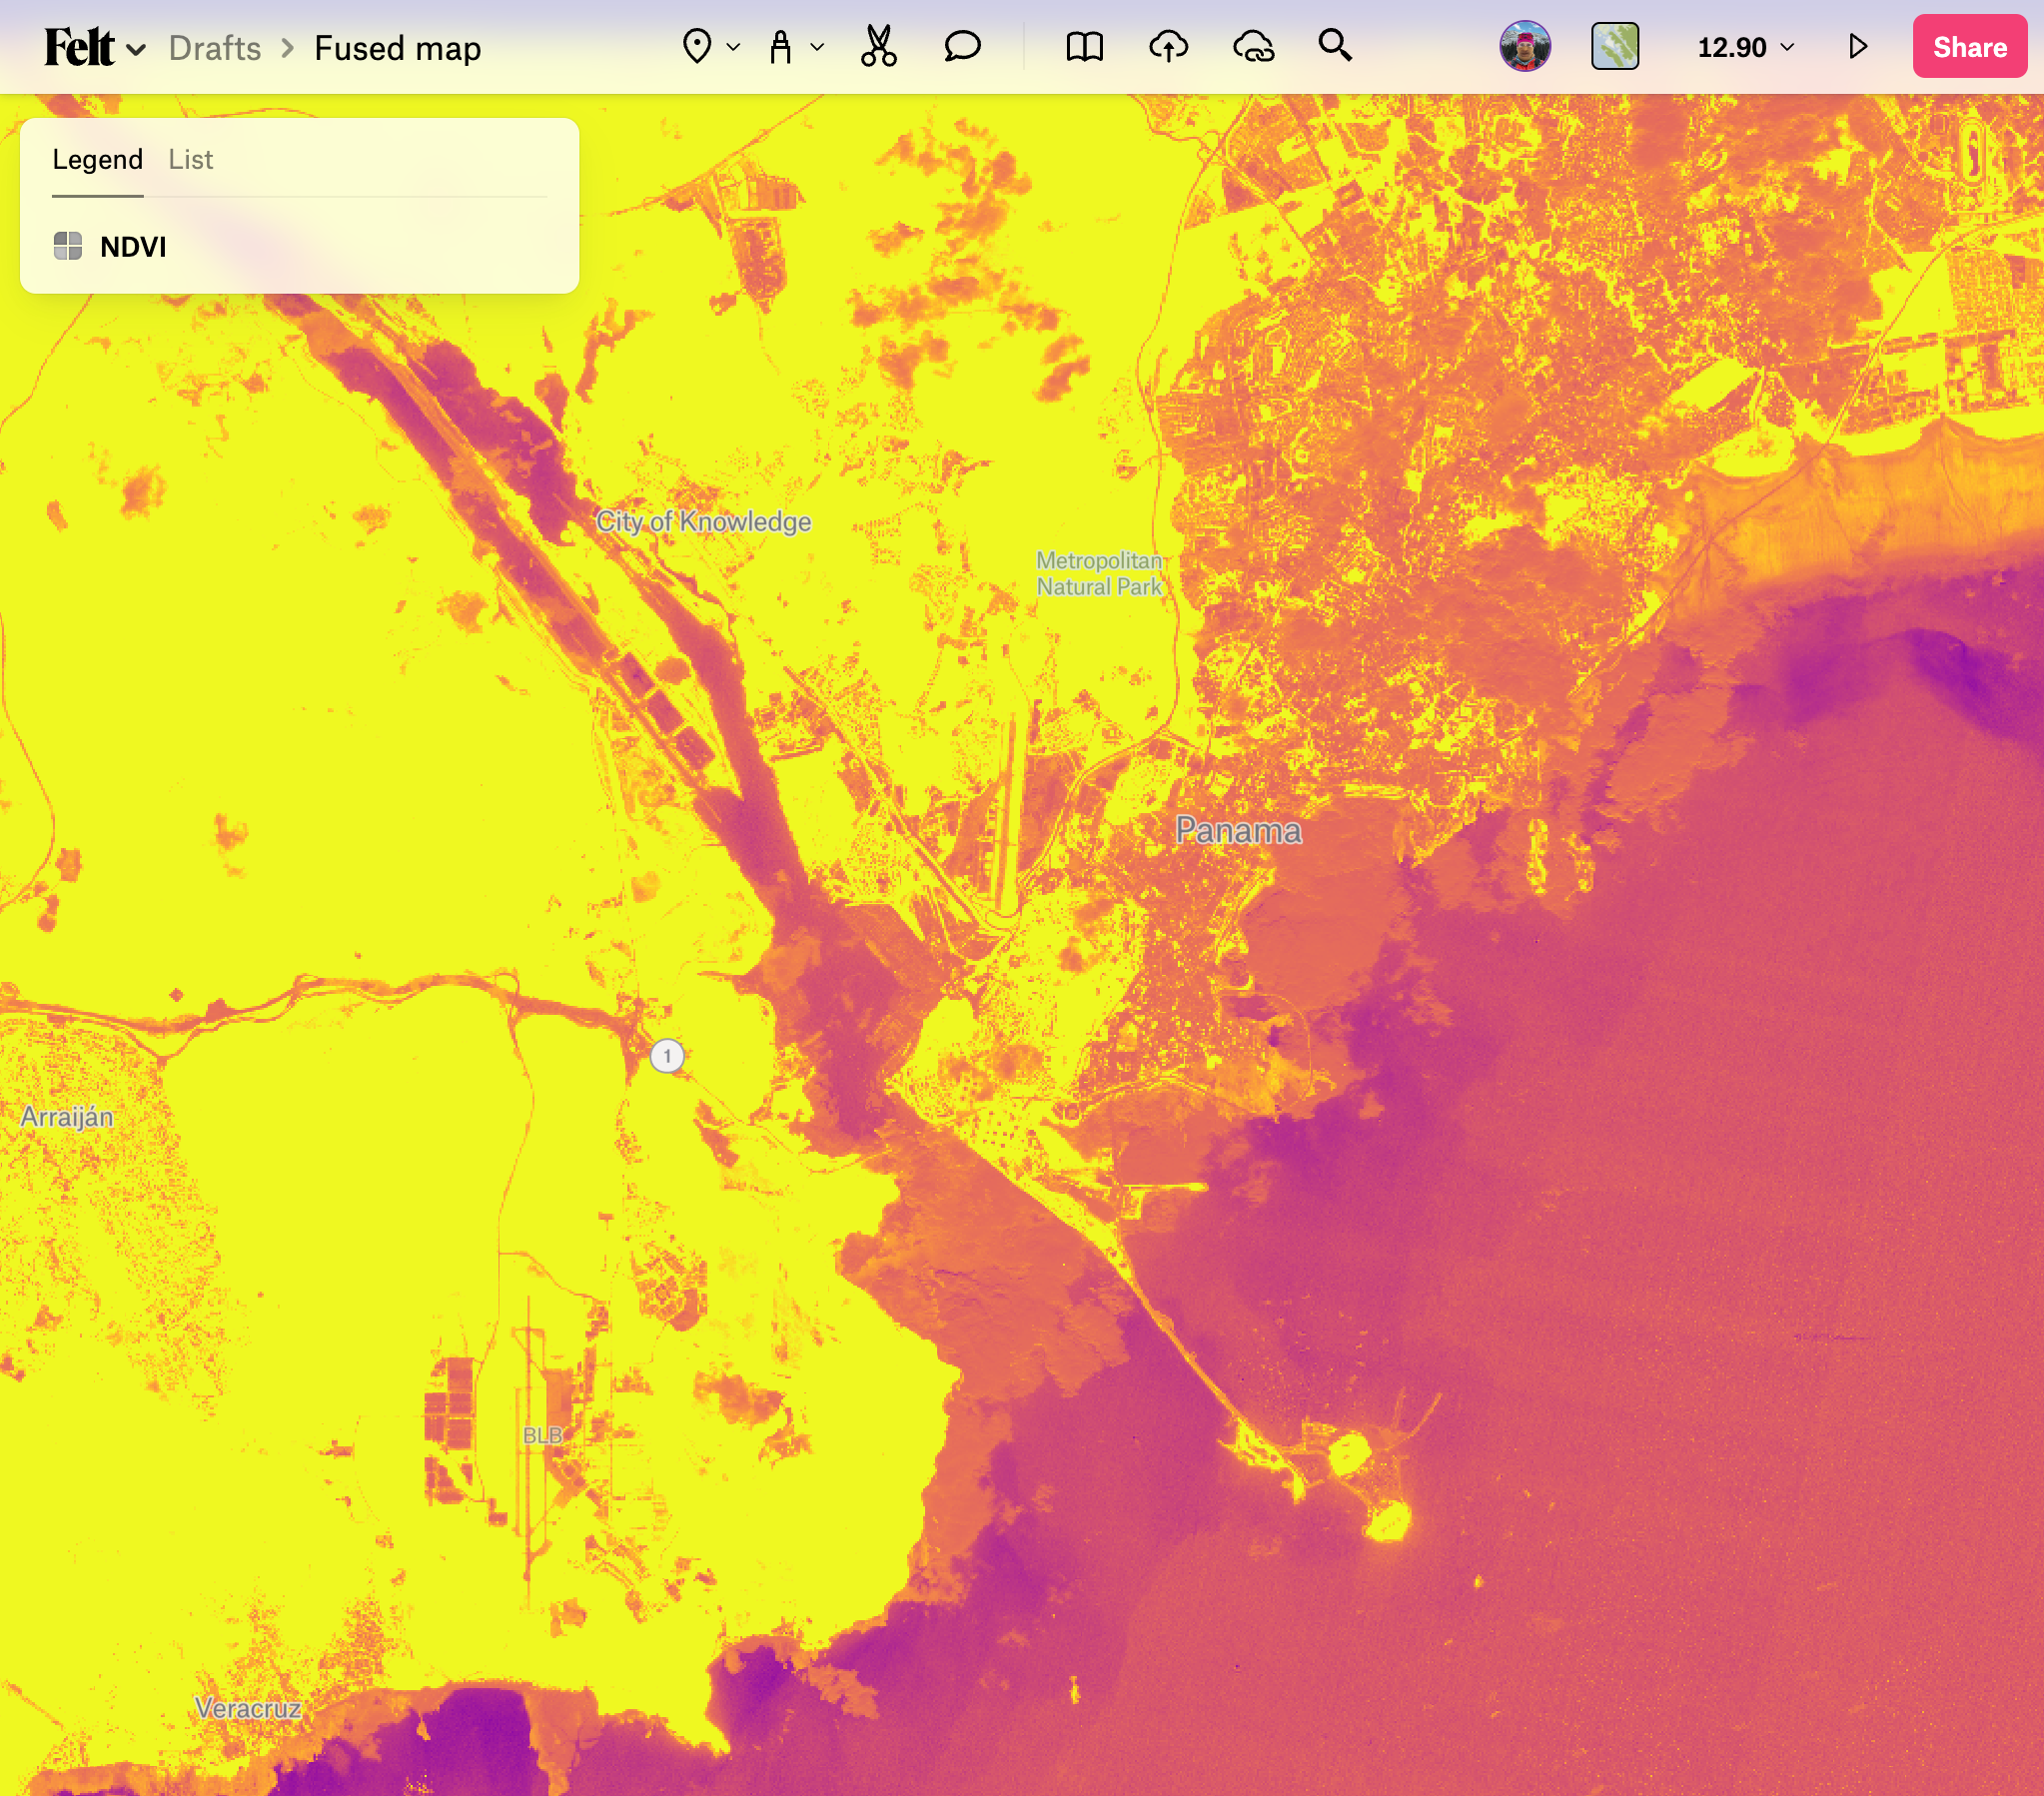 Felt Drafts Fused map 12.90 Share
Legend List
NDVI
City of Knowledge
Metropolitan
Natural Park
Panama
1
Arraiján
BLB
Veracruz